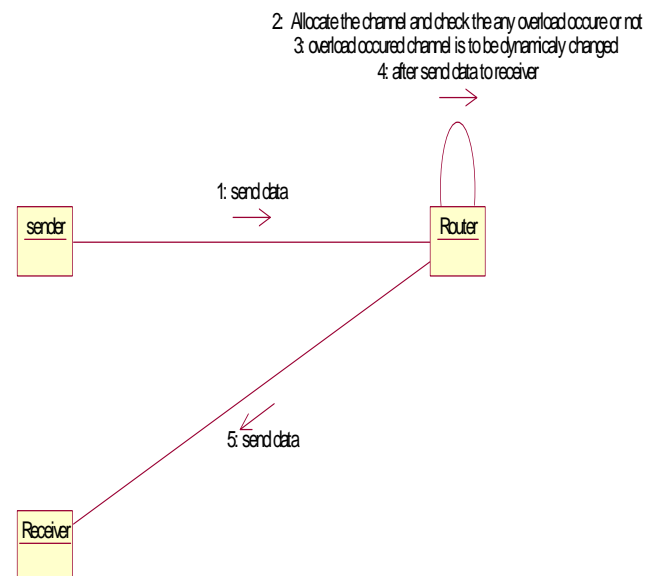 2: Allocate the channel and check the any overload occure or not
3: overload occured channel is to be dynamicaly changed
4: after send data to receiver
1: send data
sender
Router
5: send data
Receiver